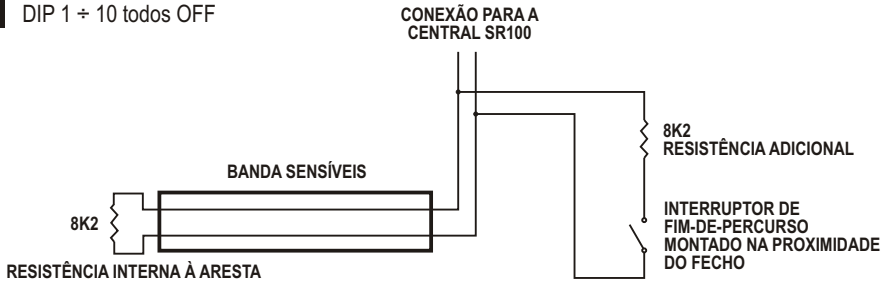 DIP 1 ÷ 10 todos OFF
CONEXÃO PARA A
CENTRAL SR100
8K2
RESISTÊNCIA ADICIONAL
BANDA SENSÍVEIS
8K2
INTERRUPTOR DE
FIM-DE-PERCURSO
MONTADO NA PROXIMIDADE
DO FECHO
RESISTÊNCIA INTERNA À ARESTA